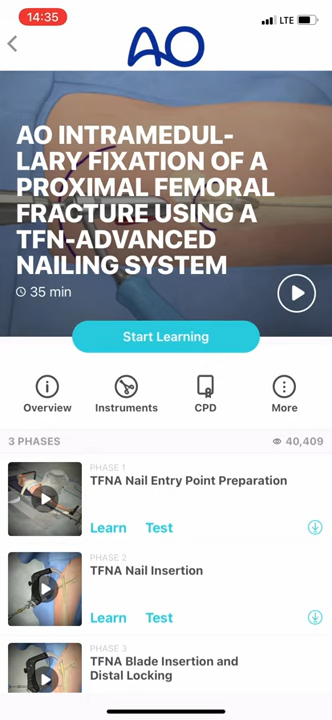 14:35
LTE
AO
AO INTRAMEDUL-
LARY FIXATION OF A
PROXIMAL FEMORAL
FRACTURE USING A
TFN-ADVANCED
NAILING SYSTEM
35 min
Start Learning
Overview
Instruments
CPD
More
3 PHASES
40,409
PHASE 1
TFNA Nail Entry Point Preparation
Learn
Test
PHASE 2
TFNA Nail Insertion
Learn
Test
PHASE 3
TFNA Blade Insertion and
Distal Locking